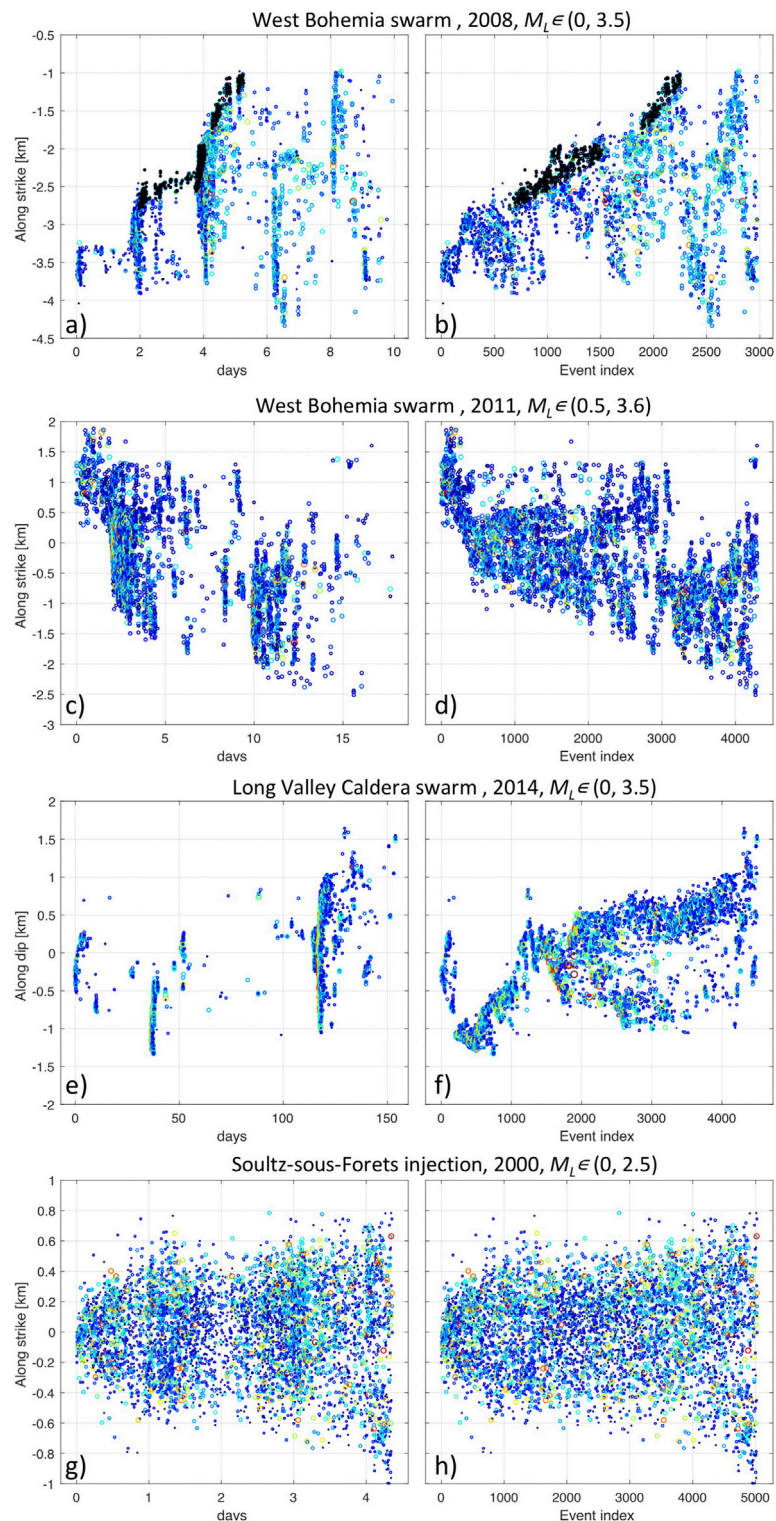 West Bohemia swarm , 2008, M_L ∈ (0, 3.5)
-0.5
-1
-1.5
-2
-2.5
-3
-3.5
-4
-4.5
Along strike [km]
a)
b)
0 2 4 6 8 10
0 500 1000 1500 2000 2500 3000
days
Event index
West Bohemia swarm , 2011, M_L ∈ (0.5, 3.6)
2
1.5
1
0.5
0
-0.5
-1
-1.5
-2
-2.5
-3
Along strike [km]
c)
d)
0 5 10 15
0 1000 2000 3000 4000
days
Event index
Long Valley Caldera swarm , 2014, M_L ∈ (0, 3.5)
2
1.5
1
0.5
0
-0.5
-1
-1.5
-2
Along dip [km]
e)
f)
0 50 100 150
0 1000 2000 3000 4000
days
Event index
Soultz-sous-Forets injection, 2000, M_L ∈ (0, 2.5)
1
0.8
0.6
0.4
0.2
0
-0.2
-0.4
-0.6
-0.8
-1
Along strike [km]
g)
h)
0 1 2 3 4
0 1000 2000 3000 4000 5000
days
Event index